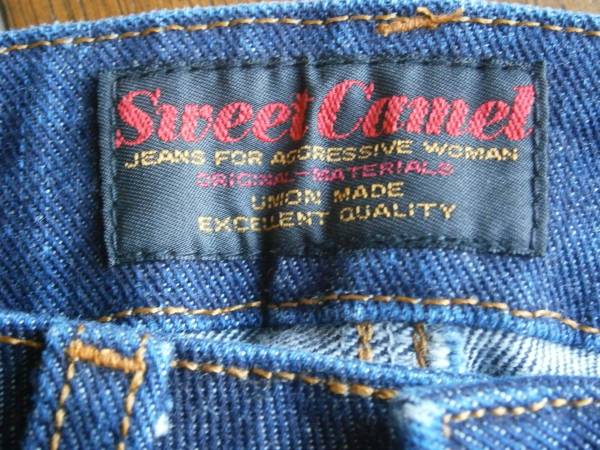 Sweet Camel
JEANS FOR AGGRESSIVE WOMAN
ORIGINAL-MATERIALS
UNION MADE
EXCELLENT QUALITY